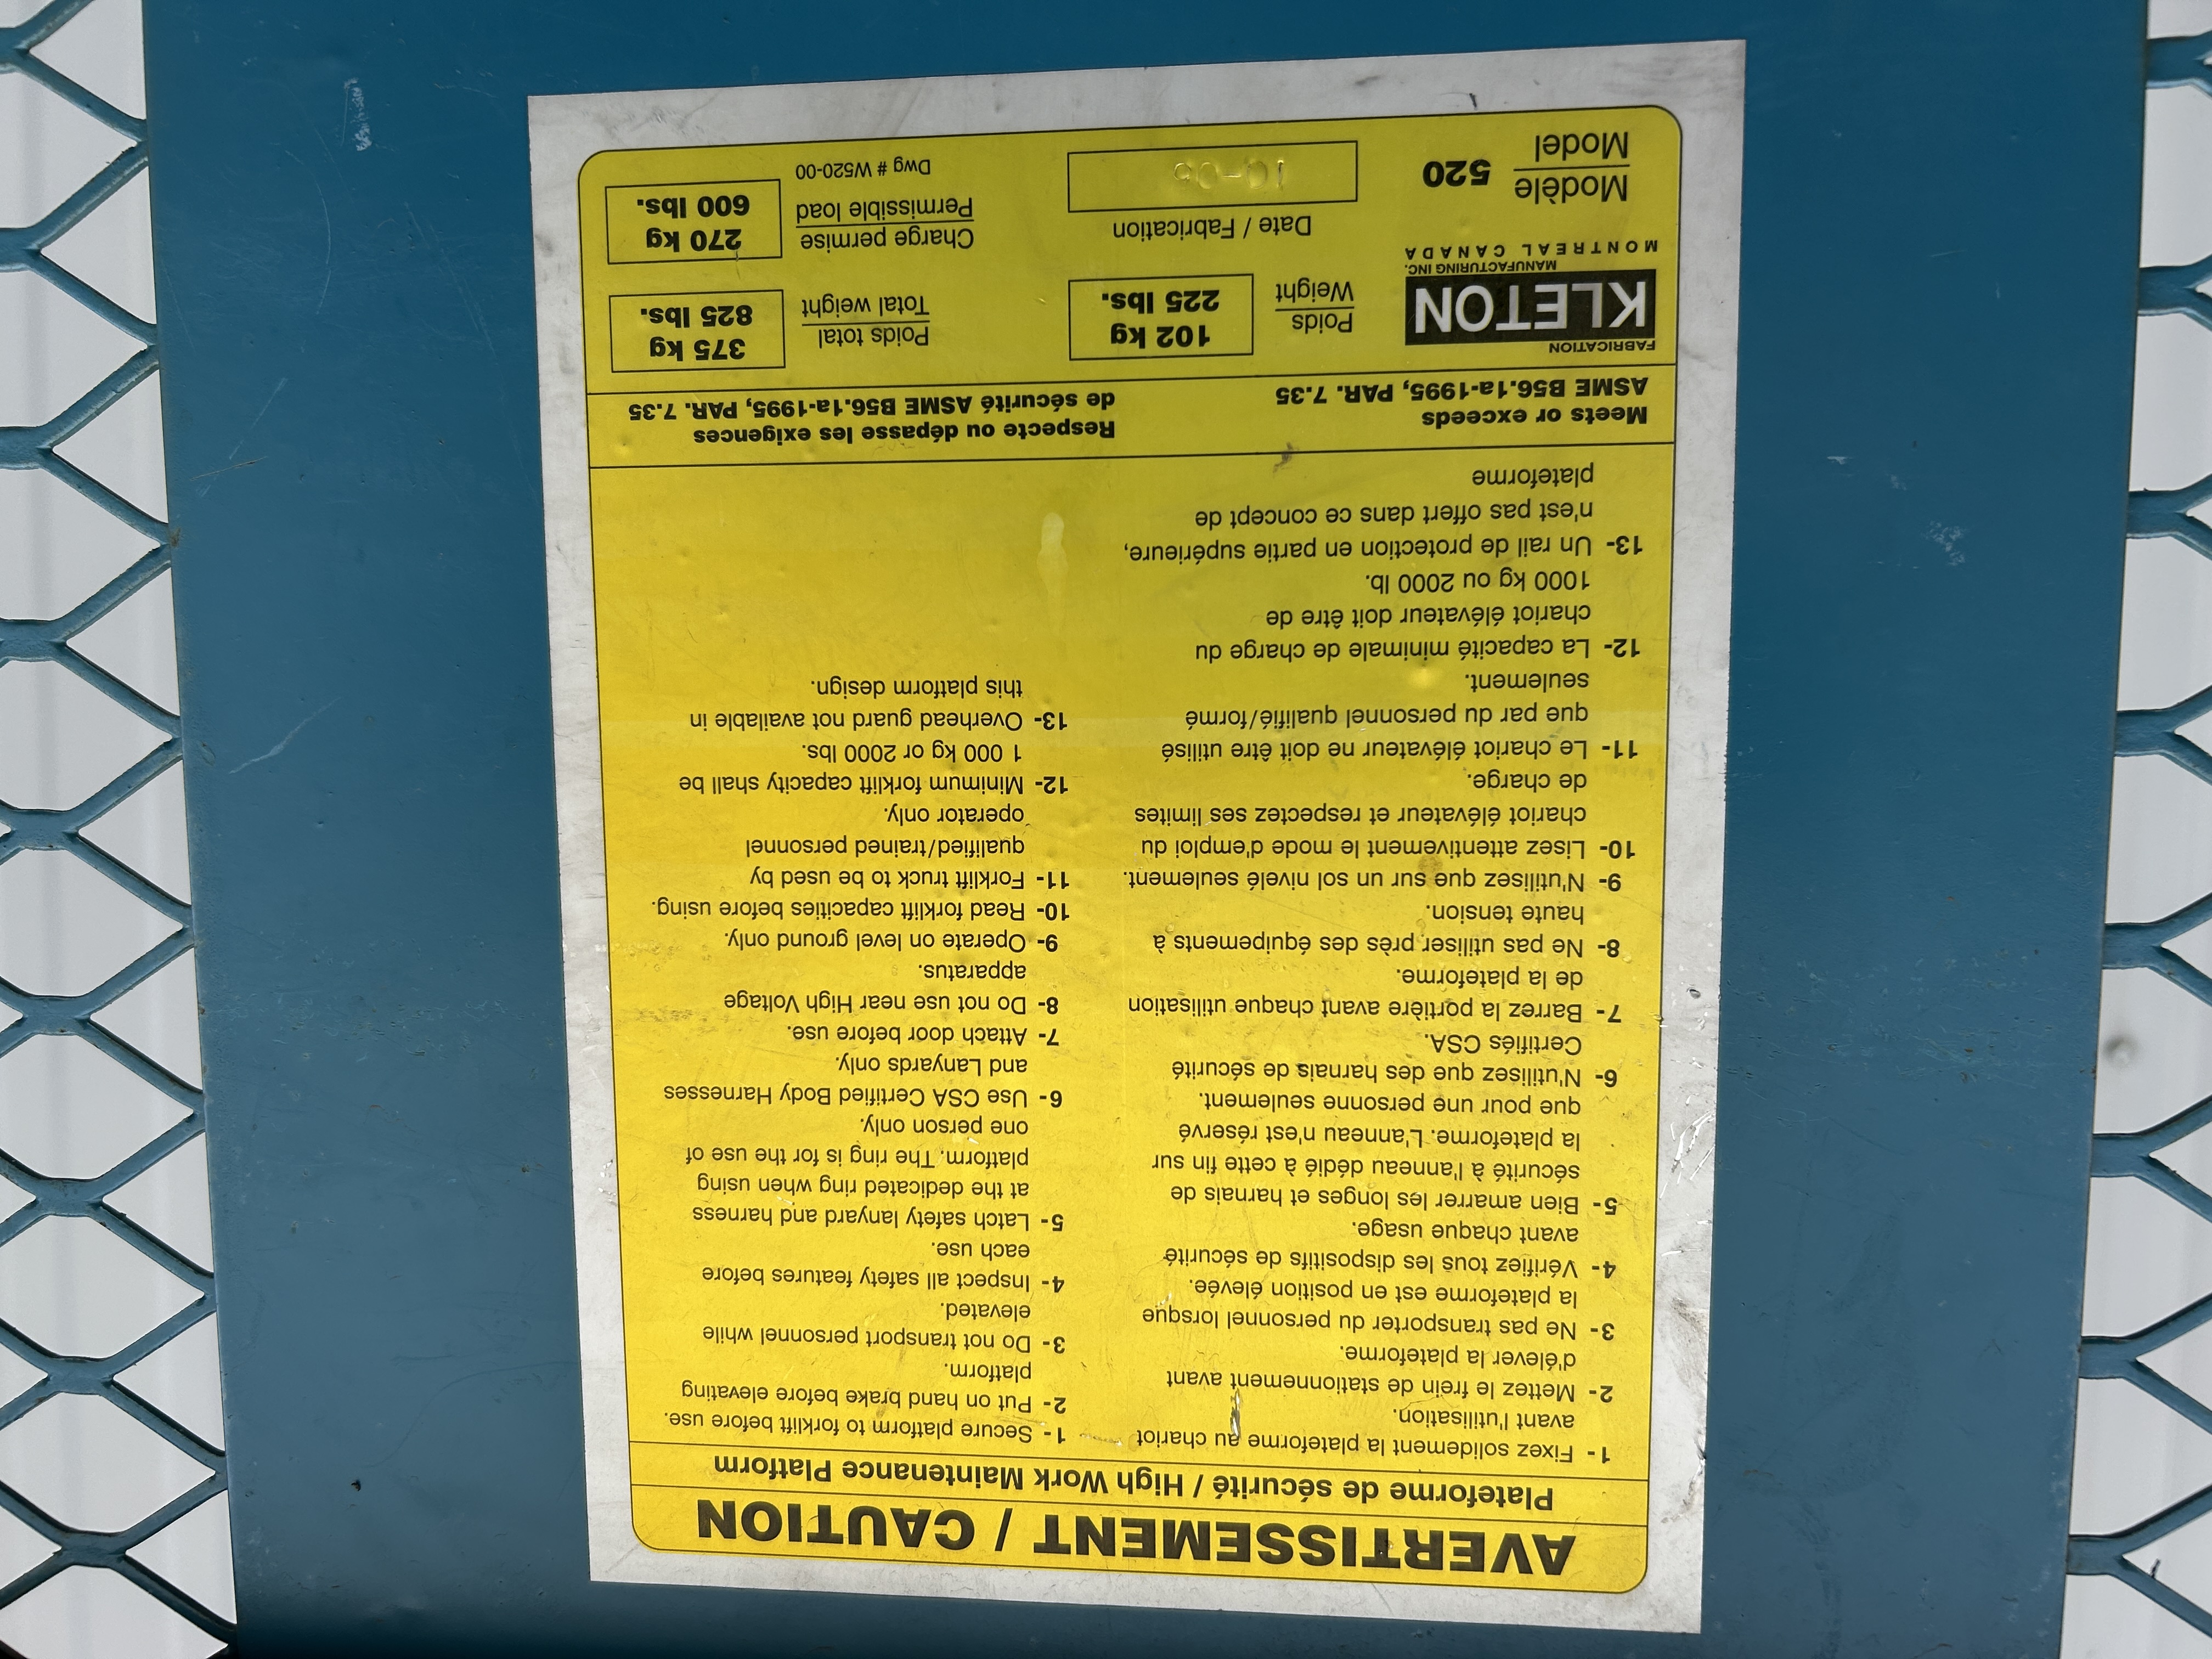 AVERTISSEMENT / CAUTION
Plateforme de sécurité / High Work Maintenance Platform
1- Fixez solidement la plateforme au chariot
avant l'utilisation.
2- Mettez le frein de stationnement avant
d'élever la plateforme.
3- Ne pas transporter du personnel lorsque
la plateforme est en position élevée.
4- Vérifiez tous les dispositifs de sécurité
avant chaque usage.
5- Bien amarrer les longes et harnais de
sécurité à l'anneau dédié à cette fin sur
la plateforme. L'anneau n'est réservé
que pour une personne seulement.
6- N'utilisez que des harnais de sécurité
Certifiés CSA.
7- Barrez la portière avant chaque utilisation
de la plateforme.
8- Ne pas utiliser près des équipements à
haute tension.
9- N'utilisez que sur un sol nivelé seulement.
10- Lisez attentivement le mode d'emploi du
chariot élévateur et respectez ses limites
de charge.
11- Le chariot élévateur ne doit être utilisé
que par du personnel qualifié/formé
seulement.
12- La capacité minimale de charge du
chariot élévateur doit être de
1000 kg ou 2000 lb.
13- Un rail de protection en partie supérieure,
n'est pas offert dans ce concept de
plateforme
1- Secure platform to forklift before use.
2- Put on hand brake before elevating
platform.
3- Do not transport personnel while
elevated.
4- Inspect all safety features before
each use.
5- Latch safety lanyard and harness
at the dedicated ring when using
platform. The ring is for the use of
one person only.
6- Use CSA Certified Body Harnesses
and Lanyards only.
7- Attach door before use.
8- Do not use near High Voltage
apparatus.
9- Operate on level ground only.
10- Read forklift capacities before using.
11- Forklift truck to be used by
qualified/trained personnel
operator only.
12- Minimum forklift capacity shall be
1 000 kg or 2000 lbs.
13- Overhead guard not available in
this platform design.
Meets or exceeds
ASME B56.1a-1995, PAR. 7.35
Respecte ou dépasse les exigences
de sécurité ASME B56.1a-1995, PAR. 7.35
FABRICATION
KLETON
MANUFACTURING INC.
MONTREAL CANADA
Modèle
Model
520
Poids
Weight
102 kg
225 lbs.
Date / Fabrication
Poids total
Total weight
375 kg
825 lbs.
Charge permise
Permissible load
270 kg
600 lbs.
Dwg # W520-00